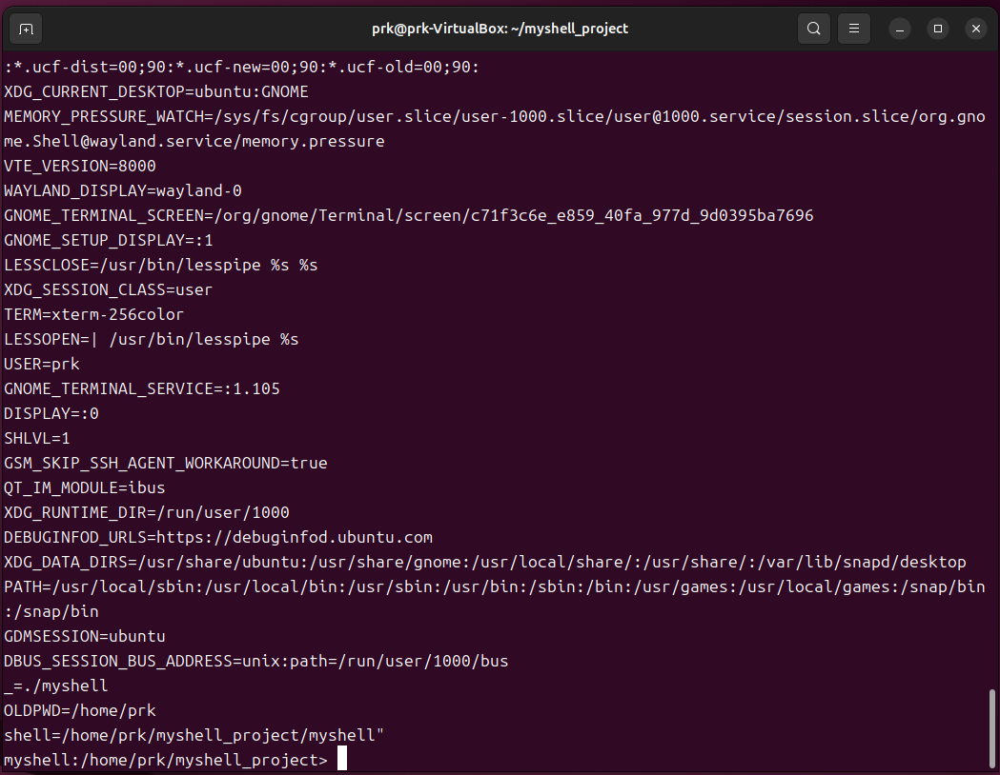 prk@prk-VirtualBox: ~/myshell_project
:*.ucf-dist=00;90:*.ucf-new=00;90:*.ucf-old=00;90:
XDG_CURRENT_DESKTOP=ubuntu:GNOME
MEMORY_PRESSURE_WATCH=/sys/fs/cgroup/user.slice/user-1000.slice/user@1000.service/session.slice/org.gno
me.Shell@wayland.service/memory.pressure
VTE_VERSION=8000
WAYLAND_DISPLAY=wayland-0
GNOME_TERMINAL_SCREEN=/org/gnome/Terminal/screen/c71f3c6e_e859_40fa_977d_9d0395ba7696
GNOME_SETUP_DISPLAY=:1
LESSCLOSE=/usr/bin/lesspipe %s %s
XDG_SESSION_CLASS=user
TERM=xterm-256color
LESSOPEN=| /usr/bin/lesspipe %s
USER=prk
GNOME_TERMINAL_SERVICE=:1.105
DISPLAY=:0
SHLVL=1
GSM_SKIP_SSH_AGENT_WORKAROUND=true
QT_IM_MODULE=ibus
XDG_RUNTIME_DIR=/run/user/1000
DEBUGINFOD_URLS=https://debuginfod.ubuntu.com
XDG_DATA_DIRS=/usr/share/ubuntu:/usr/share/gnome:/usr/local/share/:/usr/share/:/var/lib/snapd/desktop
PATH=/usr/local/sbin:/usr/local/bin:/usr/sbin:/usr/bin:/sbin:/bin:/usr/games:/usr/local/games:/snap/bin
:/snap/bin
GDMSESSION=ubuntu
DBUS_SESSION_BUS_ADDRESS=unix:path=/run/user/1000/bus
_=./myshell
OLDPWD=/home/prk
shell=/home/prk/myshell_project/myshell"
myshell:/home/prk/myshell_project>